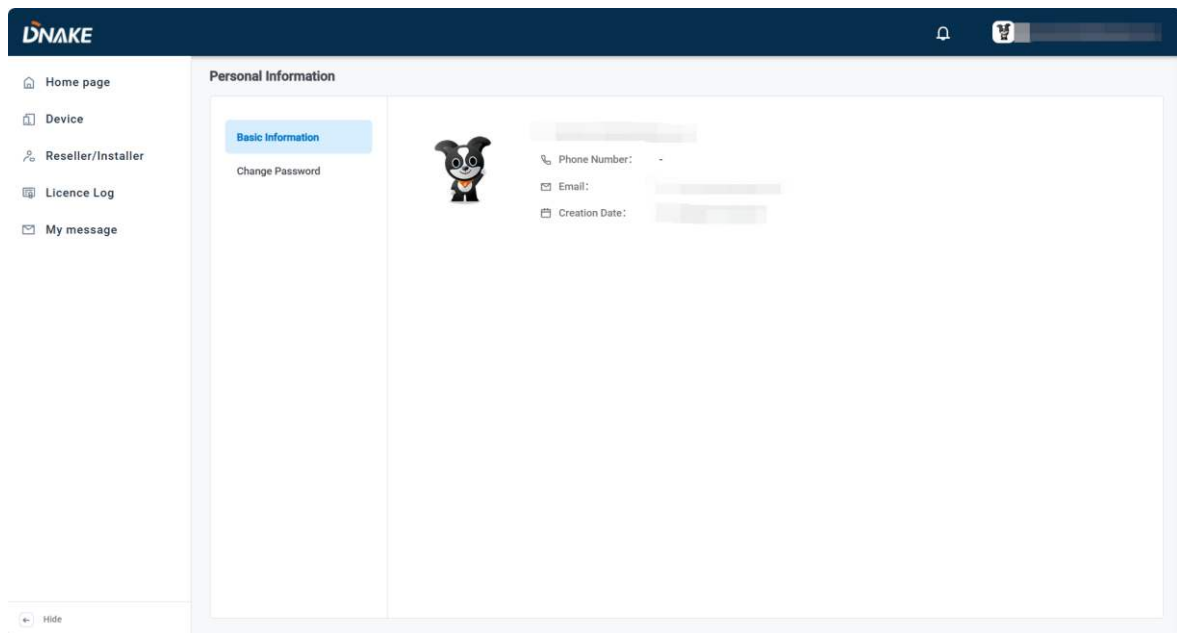 DNAKE
Home page
Device
Reseller/Installer
Licence Log
My message
Hide
Personal Information
Basic Information
Change Password
Phone Number: -
Email:
Creation Date: